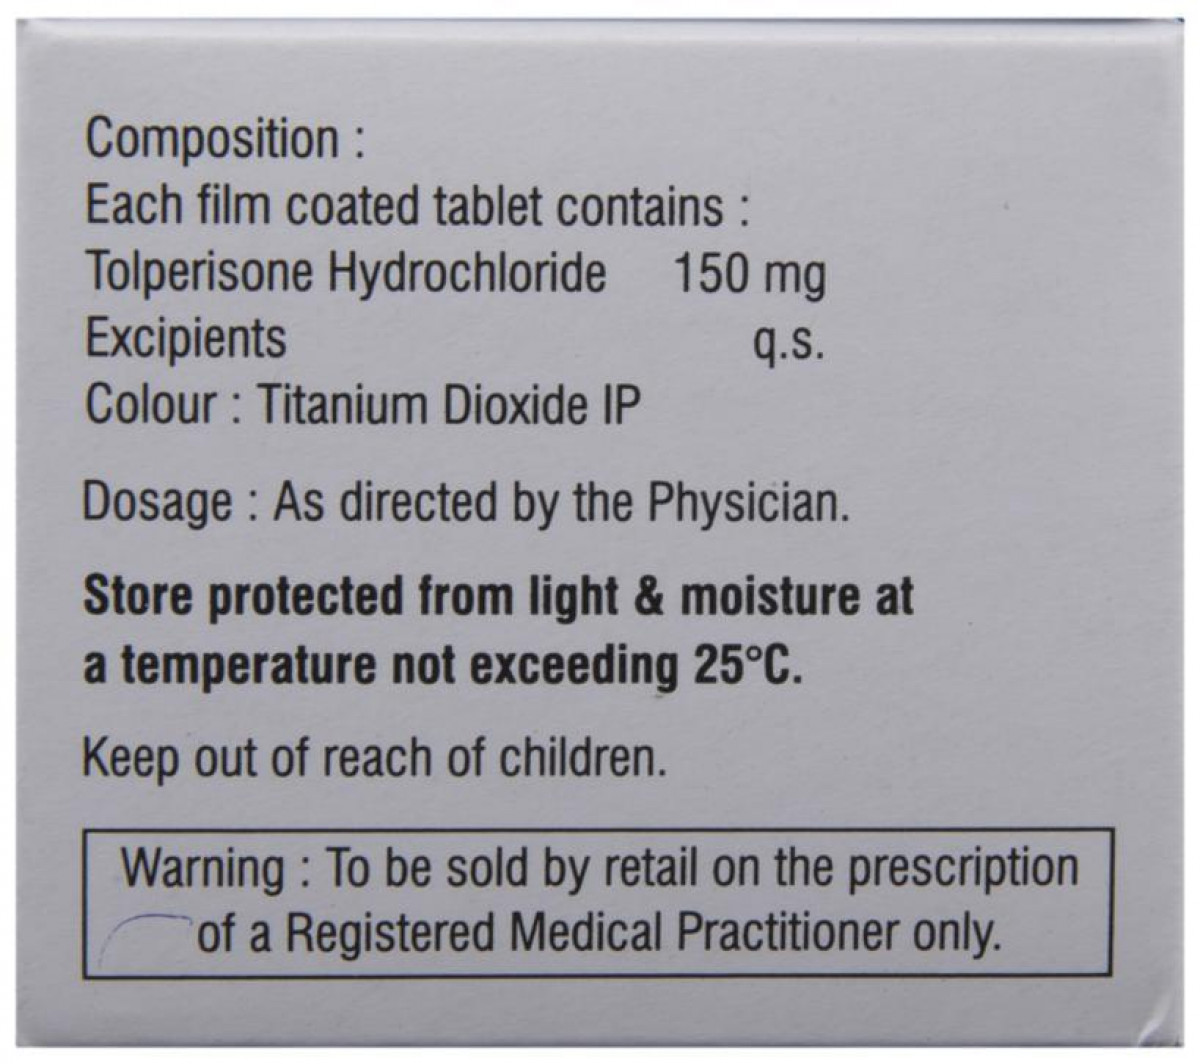 Composition :
Each film coated tablet contains :
Tolperisone Hydrochloride 150 mg
Excipients q.s.
Colour : Titanium Dioxide IP
Dosage : As directed by the Physician.
Store protected from light & moisture at
a temperature not exceeding 25°C.
Keep out of reach of children.
Warning : To be sold by retail on the prescription
of a Registered Medical Practitioner only.